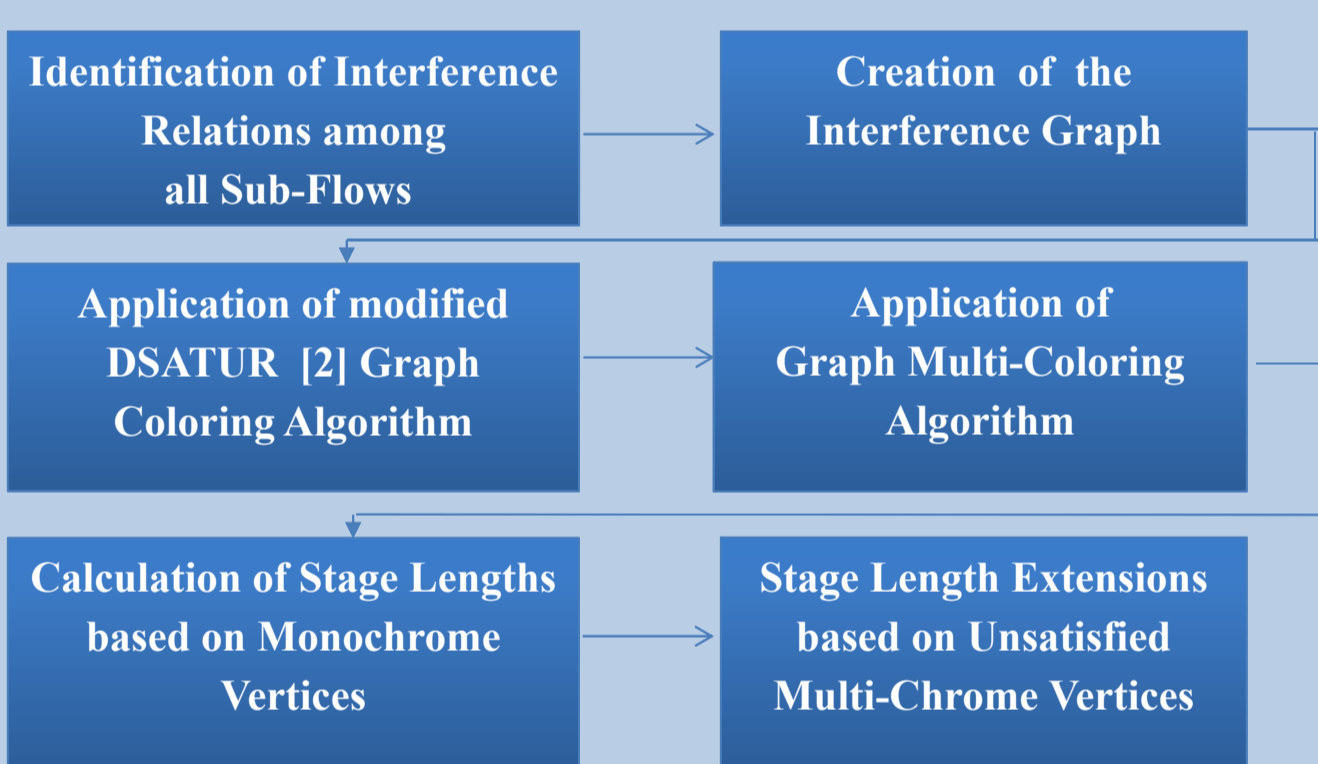 Identification of Interference
Relations among
all Sub-Flows
Creation of the
Interference Graph
Application of modified
DSATUR [2] Graph
Coloring Algorithm
Application of
Graph Multi-Coloring
Algorithm
Calculation of Stage Lengths
based on Monochrome
Vertices
Stage Length Extensions
based on Unsatisfied
Multi-Chrome Vertices